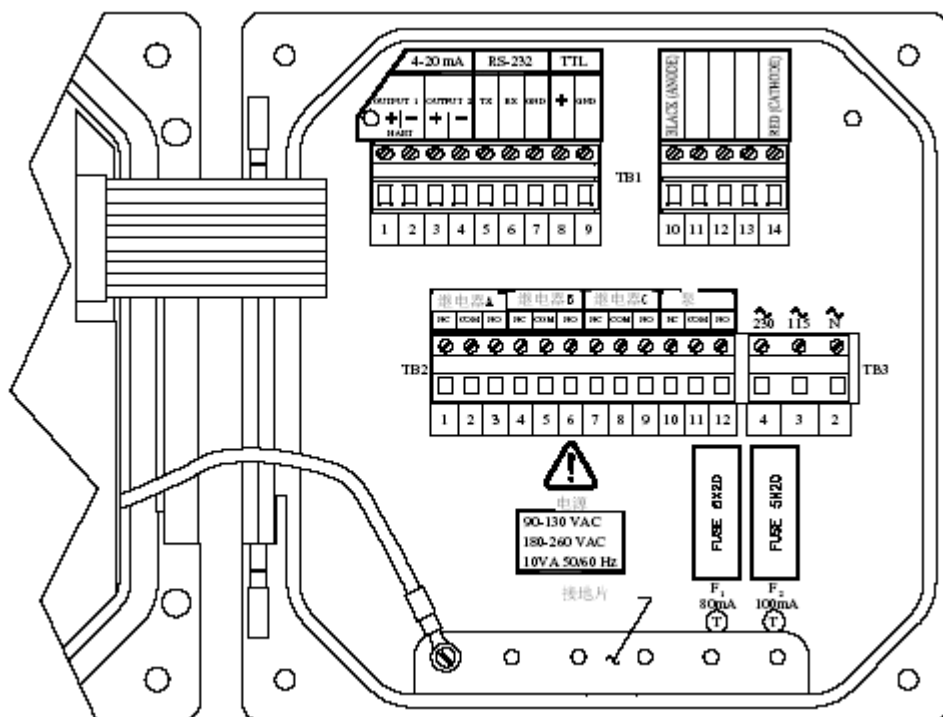 4-20 mA RS-232 TTL
OUTPUT 1 OUTPUT 2 TX RX GND + GND
+ - + -
HART
BLACK (ANODE)
RED (CATHODE)
TB1
1 2 3 4 5 6 7 8 9
10 11 12 13 14
继电器A 继电器B 继电器C 泵
NC COM NO NC COM NO NC COM NO NC COM NO
230 115 N
TB2
TB3
1 2 3 4 5 6 7 8 9 10 11 12
4 3 2
电源
90-130 VAC
180-260 VAC
10VA 50/60 Hz
FUSE 5X20
FUSE 5X20
接地片
F1
80mA
T
F2
100mA
T